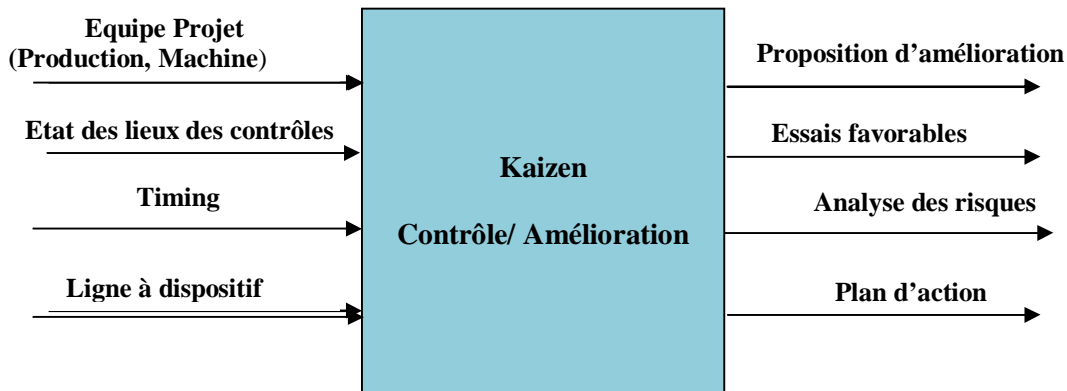 Equipe Projet
(Production, Machine)
Etat des lieux des contrôles
Timing
Ligne à dispositif
Kaizen
Contrôle/ Amélioration
Proposition d’amélioration
Essais favorables
Analyse des risques
Plan d’action